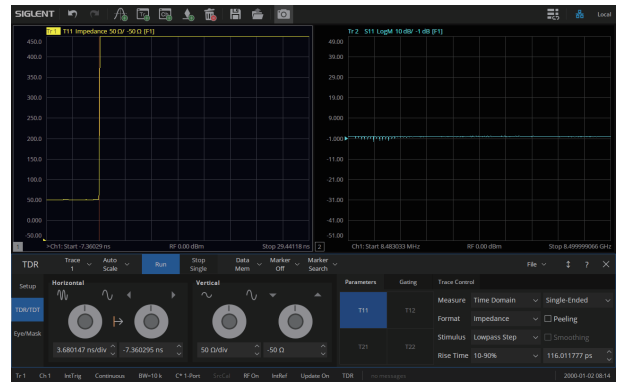 SIGLENT
Local
Tr 1 T11 Impedance 50 Ω/ -50 Ω [F1]
450.0
400.0
350.0
300.0
250.0
200.0
150.0
100.0
50.00
0.000
-50.00
1 >Ch1: Start -7.36029 ns RF 0.00 dBm Stop 29.44118 ns
Tr 2 S11 LogM 10 dB/ -1 dB [F1]
49.00
39.00
29.00
19.00
9.000
-1.000
-11.00
-21.00
-31.00
-41.00
-51.00
2 Ch1: Start 8.483033 MHz RF 0.00 dBm Stop 8.499999066 GHz
TDR Trace 1 Auto Scale Run Stop Single Data Mem Marker Off Marker Search File ? ×
Setup Horizontal Vertical Parameters Gating Trace Control
TDR/TDT
Eye/Mask
3.680147 ns/div -7.360295 ns 50 Ω/div -50 Ω
T11 T12
T21 T22
Measure Time Domain Single-Ended
Format Impedance Peeling
Stimulus Lowpass Step Smoothing
Rise Time 10-90% 116.011777 ps
Tr 1 Ch 1 IntTrig Continuous BW=10 k C* 1-Port SrcCal RF On IntRef Update On TDR no messages 2000-01-02 08:14